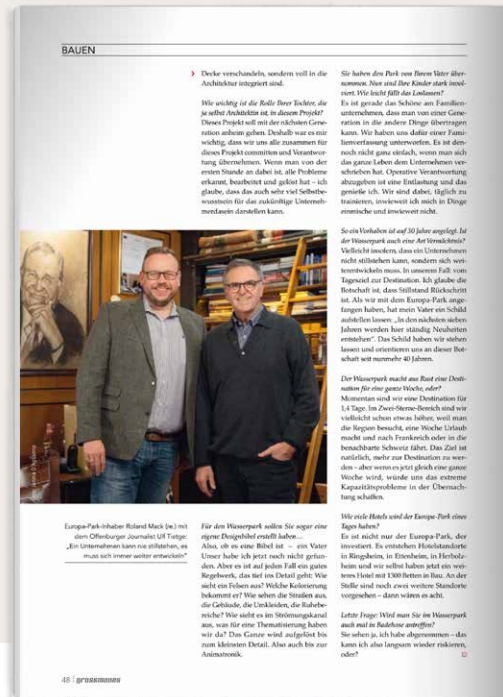 BAUEN
Decke verschandeln, sondern voll in die
Architektur integriert sind.
Wie wichtig ist die Rolle Ihrer Tochter, die
ja selbst Architektin ist, in diesem Projekt?
Dieses Projekt soll mit der nächsten Gene-
ration anheim gehen. Deshalb war es mir
wichtig, dass wir uns alle zusammen für
dieses Projekt committen und Verantwor-
tung übernehmen. Wenn man von der
ersten Stunde an dabei ist, alle Probleme
erkannt, bearbeitet und gelöst hat – ich
glaube, dass das auch sehr viel Selbstbe-
wusstsein für das zukünftige Unterneh-
merdasein darstellen kann.
Europa-Park-Inhaber Roland Mack (re.) mit
dem Offenburger Journalist Ulf Tietge:
„Ein Unternehmen kann nie stillstehen, es
muss sich immer weiter entwickeln“
Für den Wasserpark sollen Sie sogar eine
eigene Designbibel erstellt haben…
Also, ob es eine Bibel ist – ein Vater
Unser habe ich jetzt noch nicht gefun-
den. Aber es ist auf jeden Fall ein gutes
Regelwerk, das tief ins Detail geht: Wie
sieht ein Felsen aus? Welche Kolorierung
bekommt er? Wie sehen die Straßen aus,
die Gebäude, die Umkleiden, die Ruhebe-
reiche? Wie sieht es im Strömungskanal
aus, was für eine Thematisierung haben
wir da? Das Ganze wird aufgelöst bis
zum kleinsten Detail. Also auch bis zur
Animatronik.
Sie haben den Park von Ihrem Vater über-
nommen. Nun sind Ihre Kinder stark invol-
viert. Wie leicht fällt das Loslassen?
Es ist gerade das Schöne am Familien-
unternehmen, dass man von einer Gene-
ration in die andere Dinge übertragen
kann. Wir haben uns dafür einer Fami-
lienverfassung unterworfen. Es ist den-
noch nicht ganz einfach, wenn man sich
das ganze Leben dem Unternehmen ver-
schrieben hat. Operative Verantwortung
abzugeben ist eine Entlastung und das
genieße ich. Wir sind dabei, täglich zu
trainieren, inwieweit ich mich in Dinge
einmische und inwieweit nicht.
So ein Vorhaben ist auf 30 Jahre angelegt. Ist
der Wasserpark auch eine Art Vermächtnis?
Vielleicht insofern, dass ein Unternehmen
nicht stillstehen kann, sondern sich wei-
terentwickeln muss. In unserem Fall: vom
Tagesziel zur Destination. Ich glaube die
Botschaft ist, dass Stillstand Rückschritt
ist. Als wir mit dem Europa-Park ange-
fangen haben, hat mein Vater ein Schild
aufstellen lassen: „In den nächsten sieben
Jahren werden hier ständig Neuheiten
entstehen“. Das Schild haben wir stehen
lassen und orientieren uns an dieser Bot-
schaft seit nunmehr 40 Jahren.
Der Wasserpark macht aus Rust eine Desti-
nation für eine ganze Woche, oder?
Momentan sind wir eine Destination für
1,4 Tage. Im Zwei-Sterne-Bereich sind wir
vielleicht schon etwas höher, weil man
die Region besucht, eine Woche Urlaub
macht und nach Frankreich oder in die
benachbarte Schweiz fährt. Das Ziel ist
natürlich, mehr zur Destination zu wer-
den – aber wenn es jetzt gleich eine ganze
Woche wird, würde uns das extreme
Kapazitätsprobleme in der Übernach-
tung schaffen.
Wie viele Hotels wird der Europa-Park eines
Tages haben?
Es ist nicht nur der Europa-Park, der
investiert. Es entstehen Hotelstandorte
in Ringsheim, in Ettenheim, in Herbolz-
heim und wir selbst haben jetzt ein wei-
teres Hotel mit 1300 Betten in Bau. An der
Stelle sind noch zwei weitere Standorte
vorgesehen – dann wären es acht.
Letzte Frage: Wird man Sie im Wasserpark
auch mal in Badehose antreffen?
Sie sehen ja, ich habe abgenommen – das
kann ich also langsam wieder riskieren,
oder?
48 | grossmanns